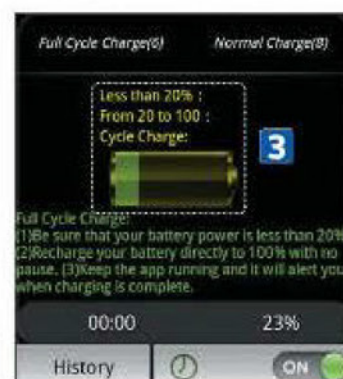 Full Cycle Charge(6) Normal Charge(8)
Less than 20% :
From 20 to 100 :
Cycle Charge:
3
Full Cycle Charge:
(1)Be sure that your battery power is less than 20%
(2)Recharge your battery directly to 100% with no
pause. (3)Keep the app running and it will alert you
when charging is complete.
00:00 23%
History ON